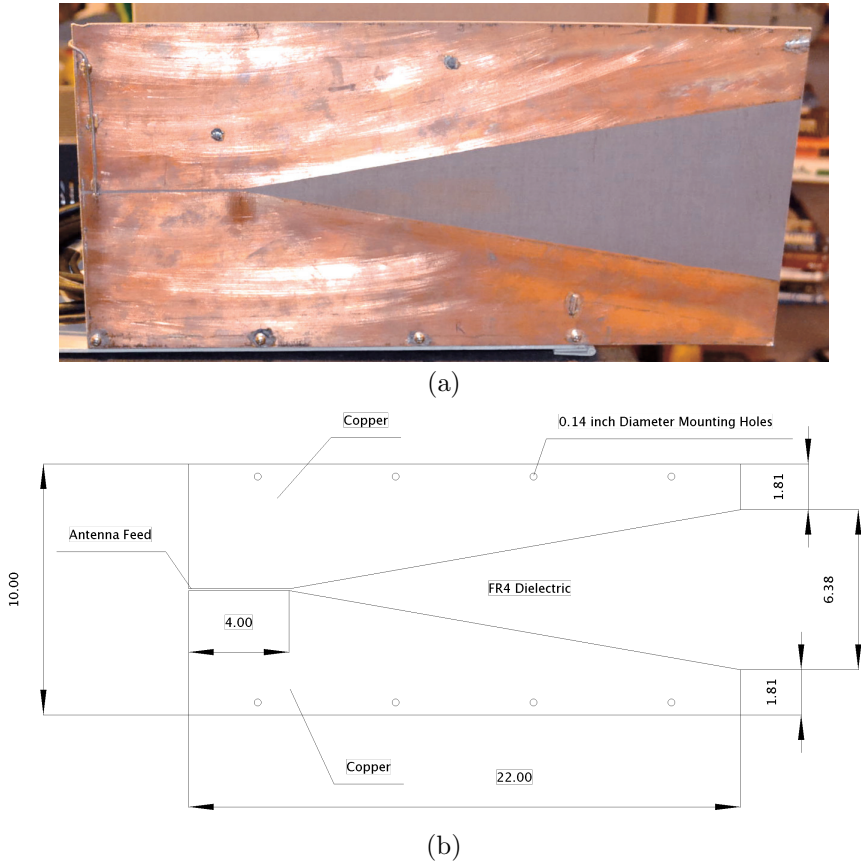 (a)
Copper
0.14 inch Diameter Mounting Holes
1.81
Antenna Feed
10.00
FR4 Dielectric
6.38
4.00
1.81
Copper
22.00
(b)